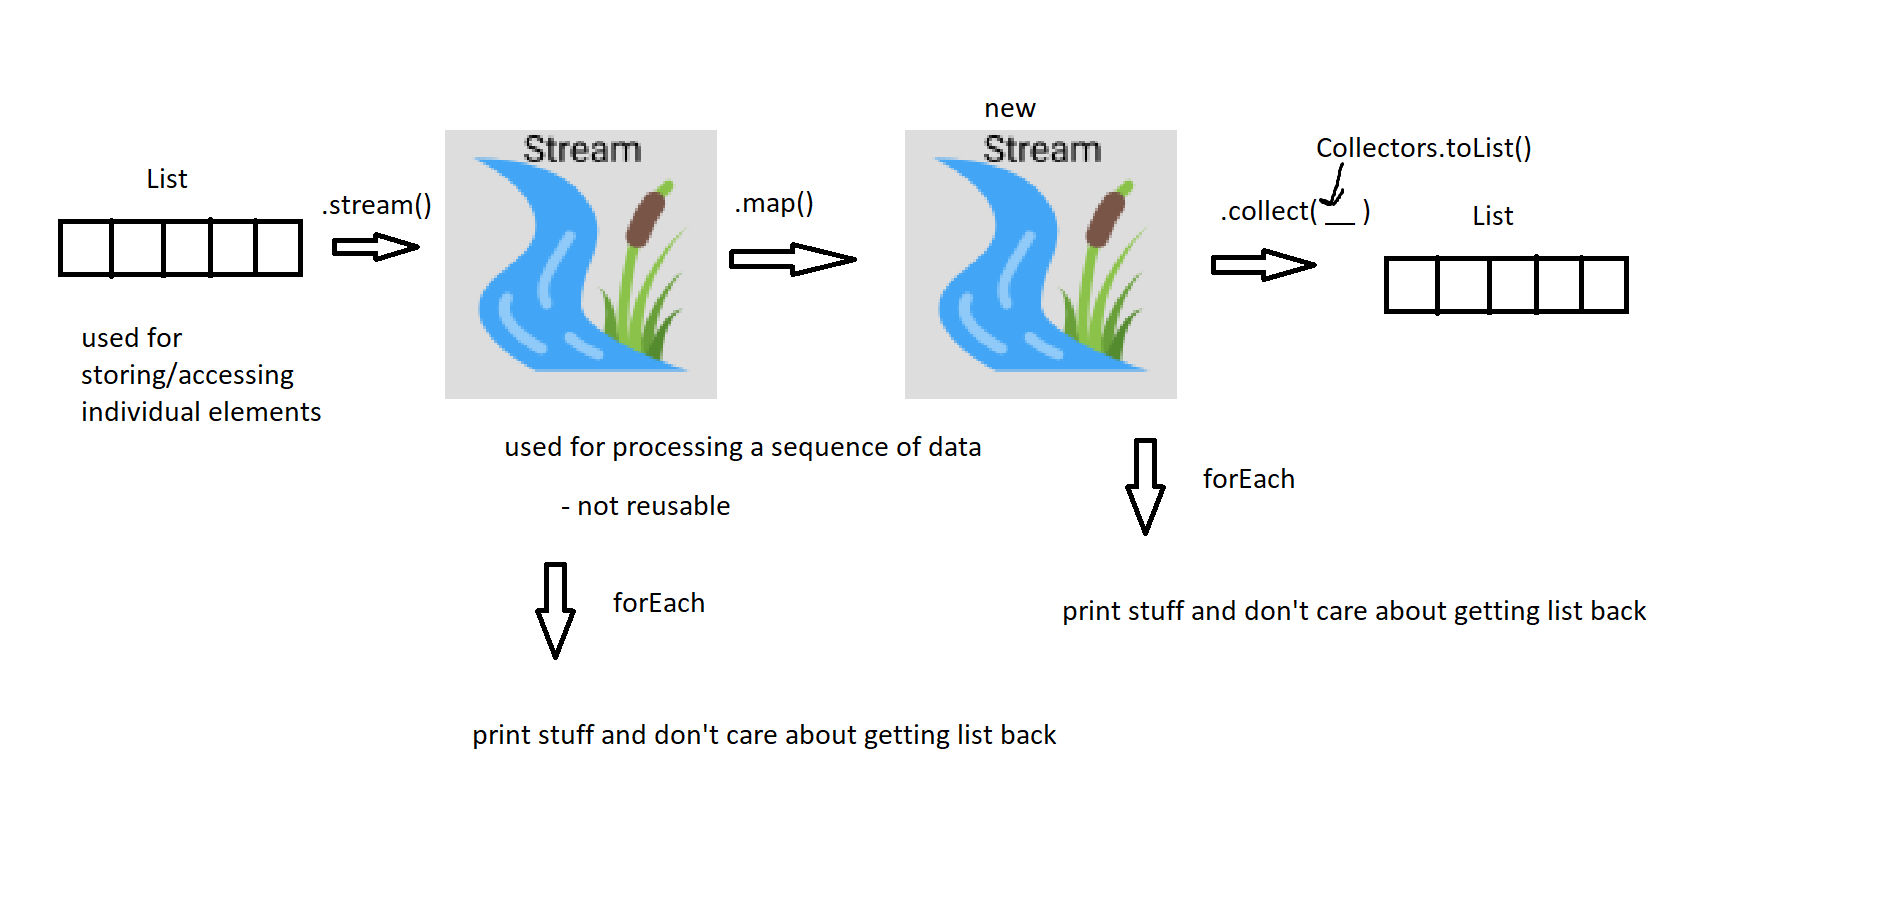 new
Stream
Stream
Collectors.toList()
List
.stream()
.map()
.collect( __ )
List
used for
storing/accessing
individual elements
used for processing a sequence of data
- not reusable
forEach
forEach
print stuff and don't care about getting list back
print stuff and don't care about getting list back